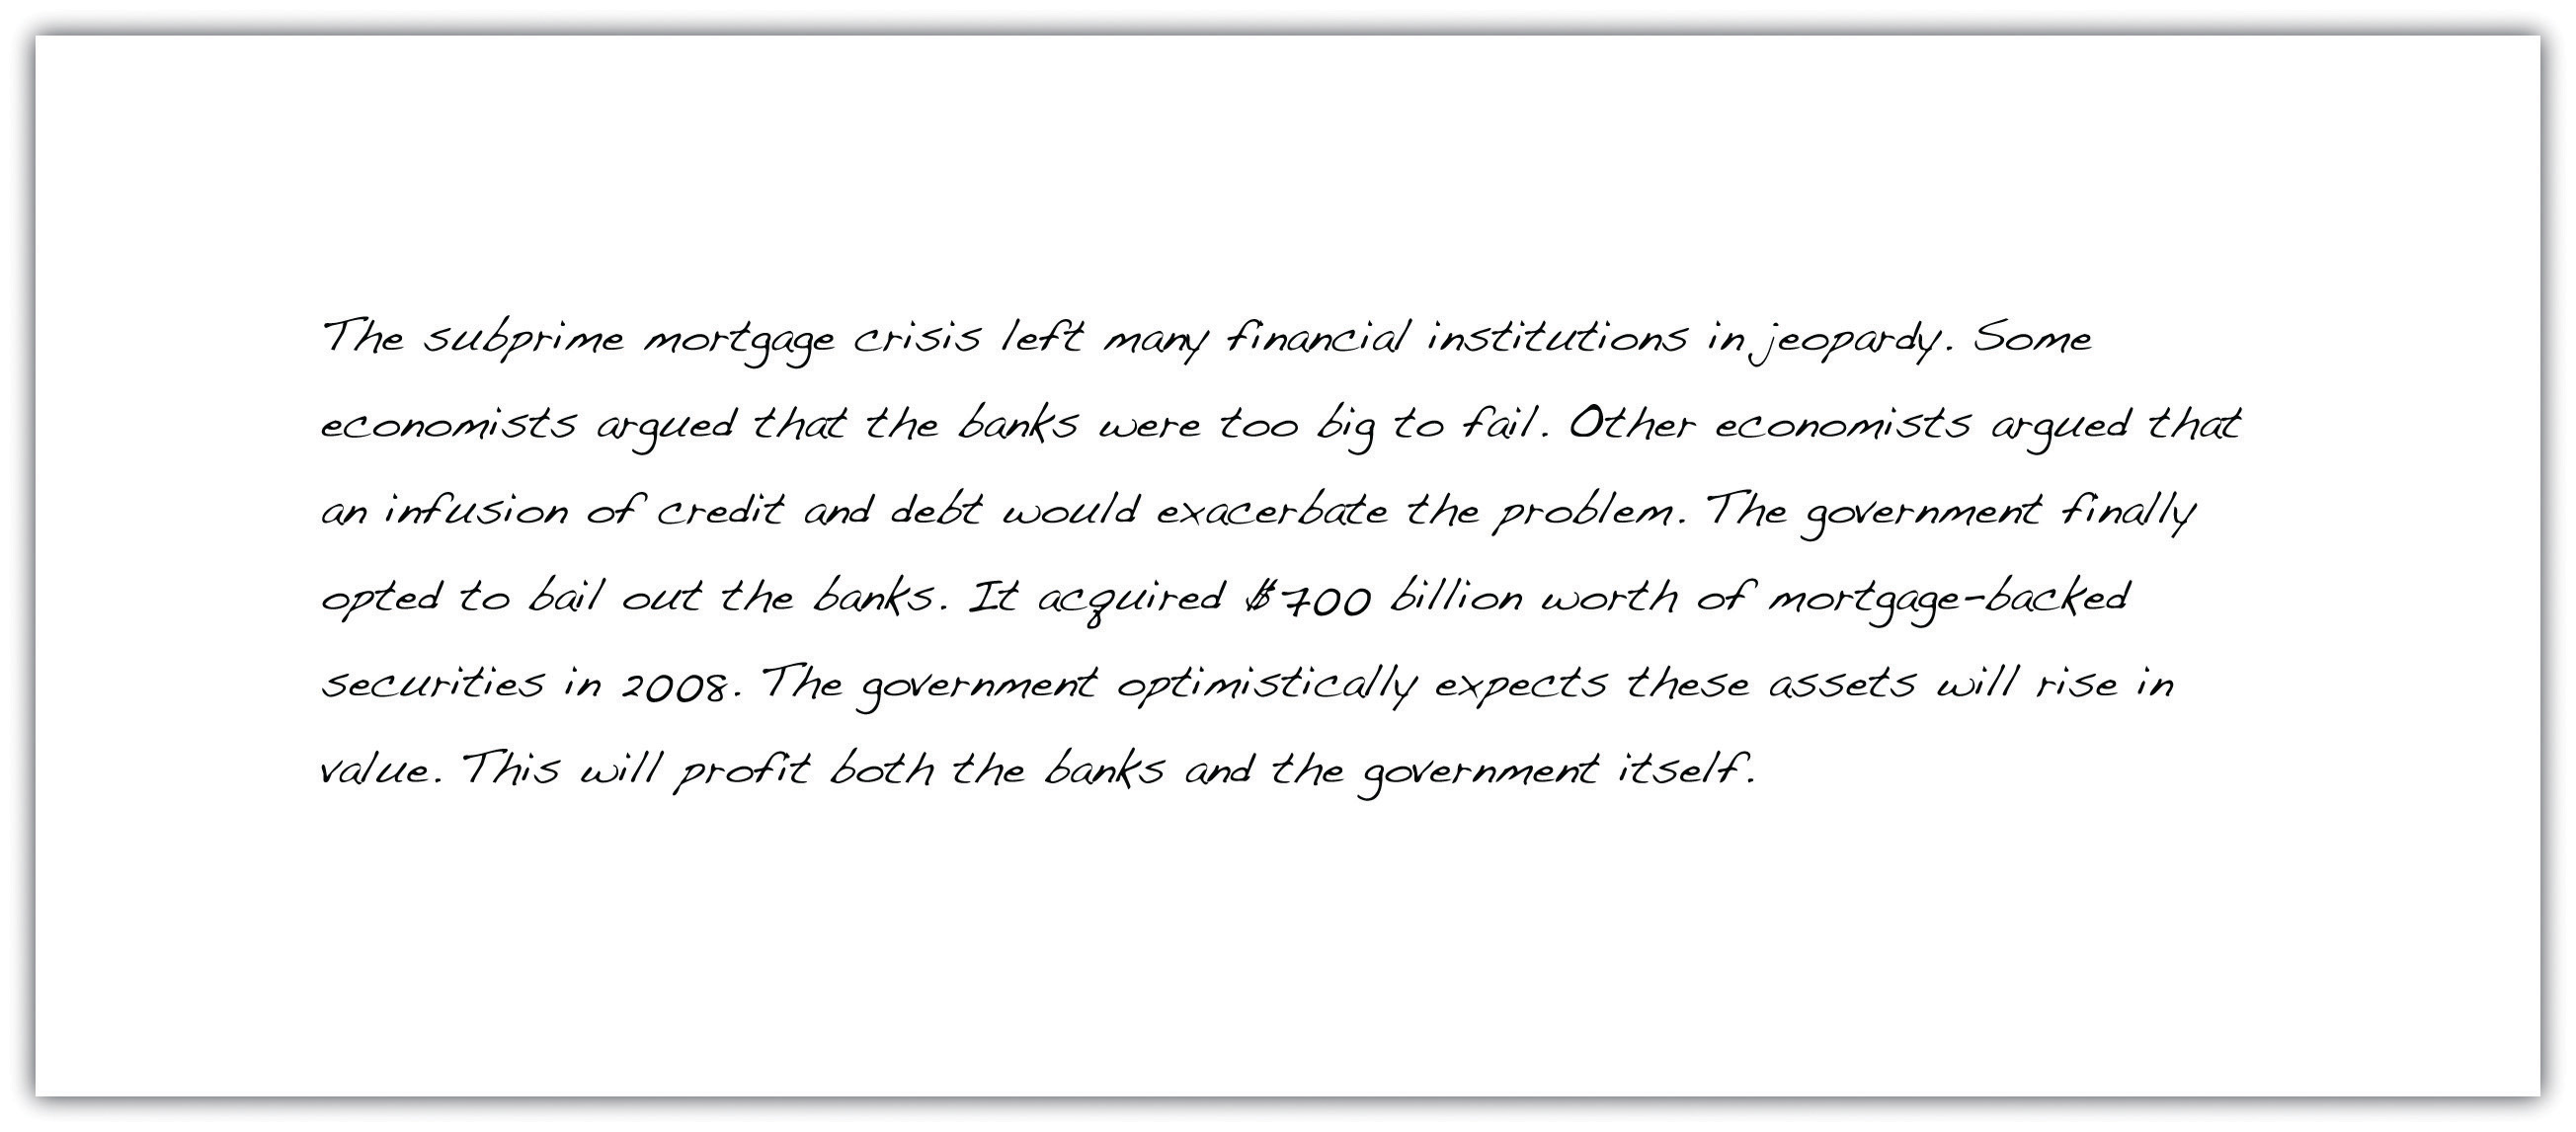 The subprime mortgage crisis left many financial institutions in jeopardy. Some
economists argued that the banks were too big to fail. Other economists argued that
an infusion of credit and debt would exacerbate the problem. The government finally
opted to bail out the banks. It acquired $700 billion worth of mortgage-backed
securities in 2008. The government optimistically expects these assets will rise in
value. This will profit both the banks and the government itself.